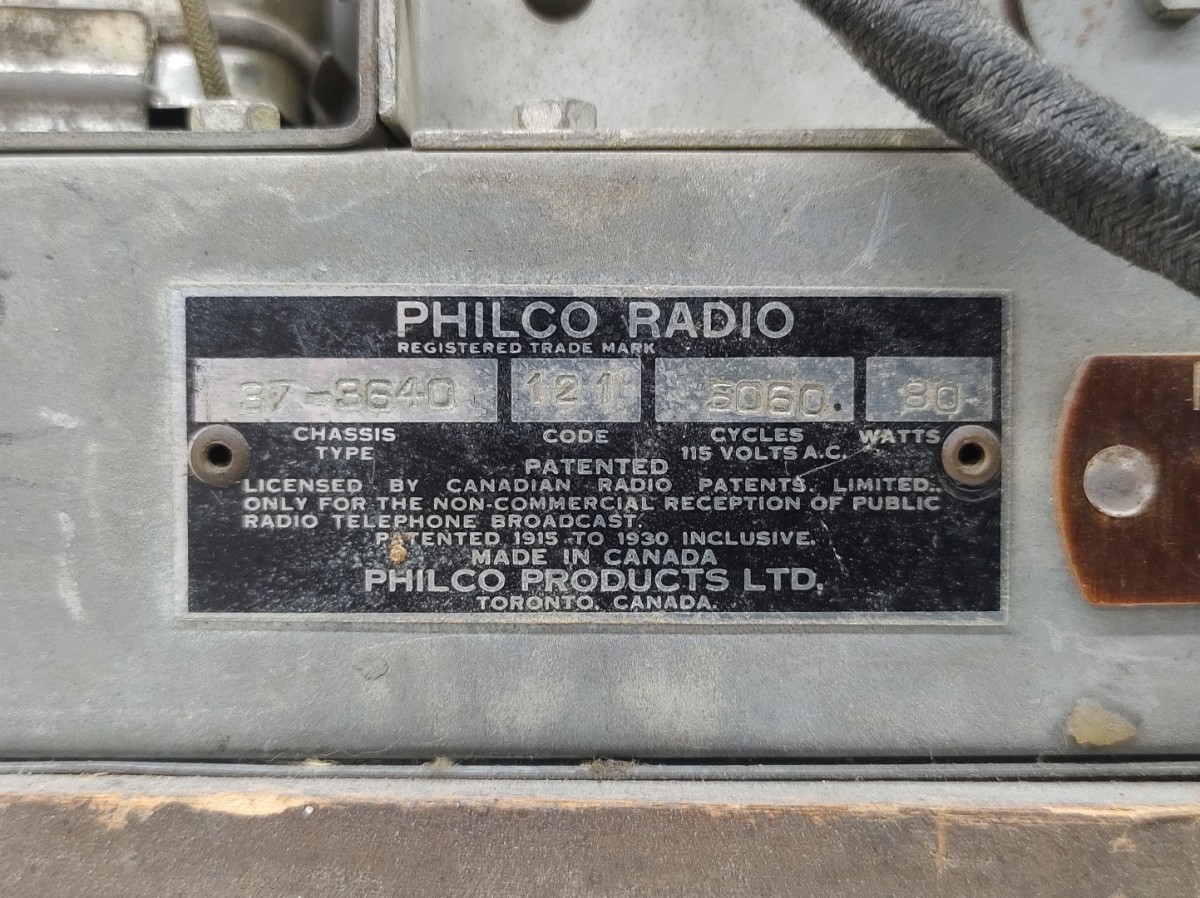 PHILCO RADIO
REGISTERED TRADE MARK
37-3640 121 5060 80
CHASSIS TYPE CODE CYCLES 115 VOLTS A.C. WATTS
PATENTED
LICENSED BY CANADIAN RADIO PATENTS, LIMITED..
ONLY FOR THE NON-COMMERCIAL RECEPTION OF PUBLIC
RADIO TELEPHONE BROADCAST.
PATENTED 1915 TO 1930 INCLUSIVE.
MADE IN CANADA
PHILCO PRODUCTS LTD.
TORONTO, CANADA.